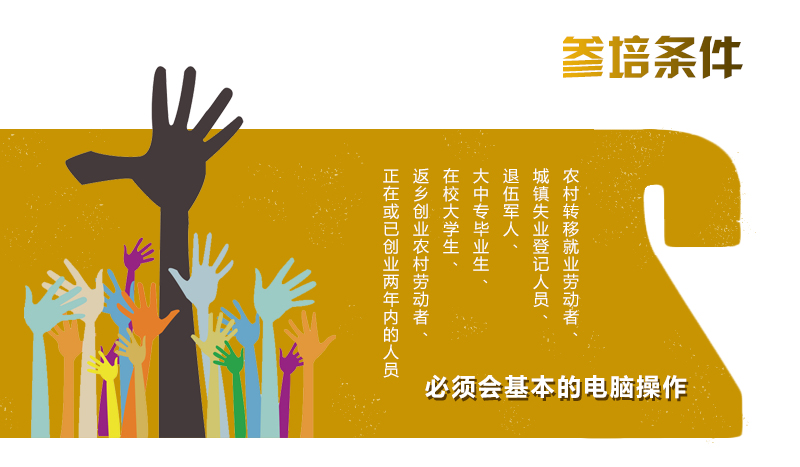 参培条件
农村转移就业劳动者、
城镇失业登记人员、
退伍军人、
大中专毕业生、
在校大学生、
返乡创业农村劳动者、
正在或已创业两年内的人员
必须会基本的电脑操作